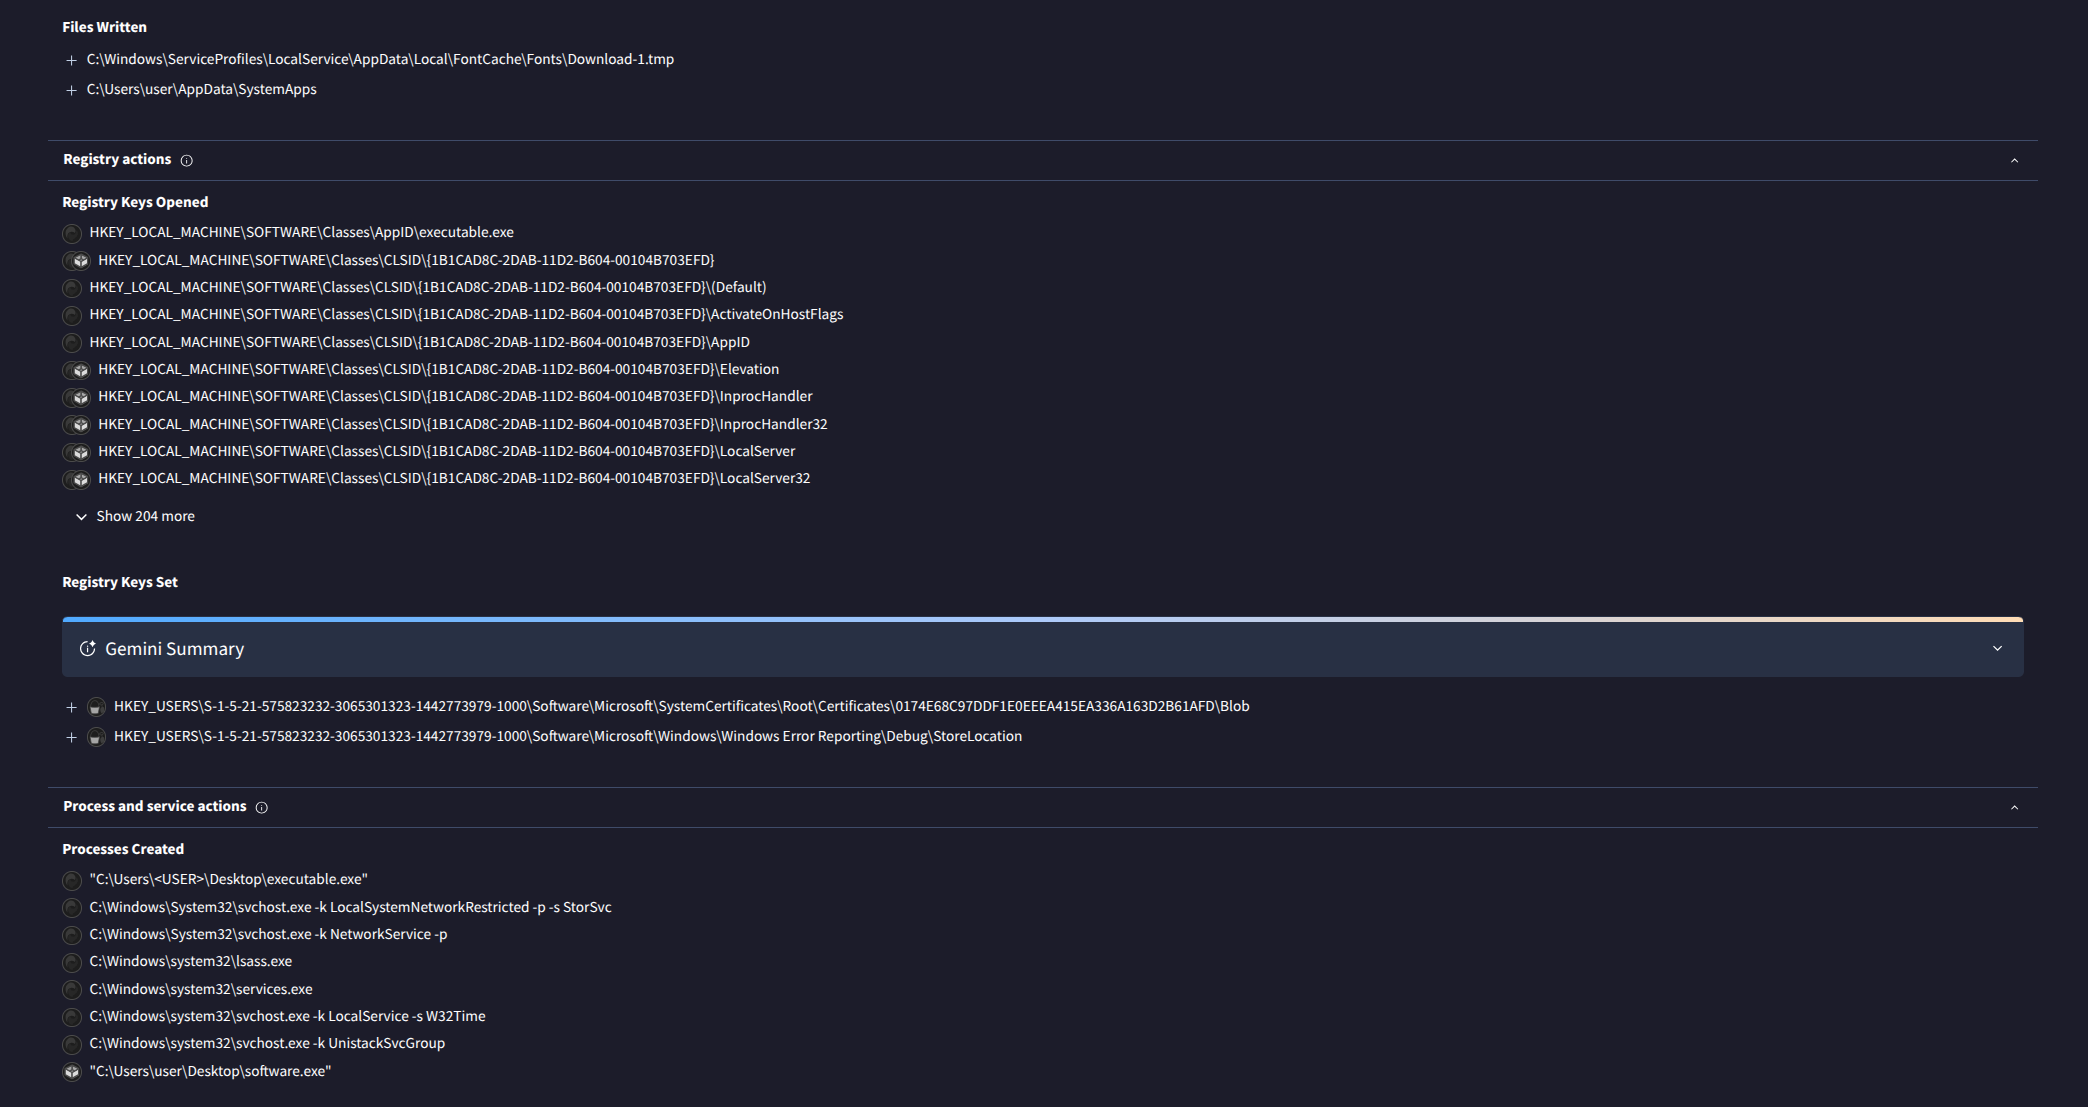 Files Written
C:\Windows\ServiceProfiles\LocalService\AppData\Local\FontCache\Fonts\Download-1.tmp
C:\Users\user\AppData\SystemApps
Registry actions
Registry Keys Opened
HKEY_LOCAL_MACHINE\SOFTWARE\Classes\AppID\executable.exe
HKEY_LOCAL_MACHINE\SOFTWARE\Classes\CLSID\{1B1CAD8C-2DAB-11D2-B604-00104B703EFD}
HKEY_LOCAL_MACHINE\SOFTWARE\Classes\CLSID\{1B1CAD8C-2DAB-11D2-B604-00104B703EFD}\(Default)
HKEY_LOCAL_MACHINE\SOFTWARE\Classes\CLSID\{1B1CAD8C-2DAB-11D2-B604-00104B703EFD}\ActivateOnHostFlags
HKEY_LOCAL_MACHINE\SOFTWARE\Classes\CLSID\{1B1CAD8C-2DAB-11D2-B604-00104B703EFD}\AppID
HKEY_LOCAL_MACHINE\SOFTWARE\Classes\CLSID\{1B1CAD8C-2DAB-11D2-B604-00104B703EFD}\Elevation
HKEY_LOCAL_MACHINE\SOFTWARE\Classes\CLSID\{1B1CAD8C-2DAB-11D2-B604-00104B703EFD}\InprocHandler
HKEY_LOCAL_MACHINE\SOFTWARE\Classes\CLSID\{1B1CAD8C-2DAB-11D2-B604-00104B703EFD}\InprocHandler32
HKEY_LOCAL_MACHINE\SOFTWARE\Classes\CLSID\{1B1CAD8C-2DAB-11D2-B604-00104B703EFD}\LocalServer
HKEY_LOCAL_MACHINE\SOFTWARE\Classes\CLSID\{1B1CAD8C-2DAB-11D2-B604-00104B703EFD}\LocalServer32
Show 204 more
Registry Keys Set
Gemini Summary
HKEY_USERS\S-1-5-21-575823232-3065301323-1442773979-1000\Software\Microsoft\SystemCertificates\Root\Certificates\0174E68C97DDF1E0EEEA415EA336A163D2B61AFD\Blob
HKEY_USERS\S-1-5-21-575823232-3065301323-1442773979-1000\Software\Microsoft\Windows\Windows Error Reporting\Debug\StoreLocation
Process and service actions
Processes Created
"C:\Users\<USER>\Desktop\executable.exe"
C:\Windows\System32\svchost.exe -k LocalSystemNetworkRestricted -p -s StorSvc
C:\Windows\System32\svchost.exe -k NetworkService -p
C:\Windows\system32\lsass.exe
C:\Windows\system32\services.exe
C:\Windows\system32\svchost.exe -k LocalService -s W32Time
C:\Windows\system32\svchost.exe -k UnistackSvcGroup
"C:\Users\user\Desktop\software.exe"